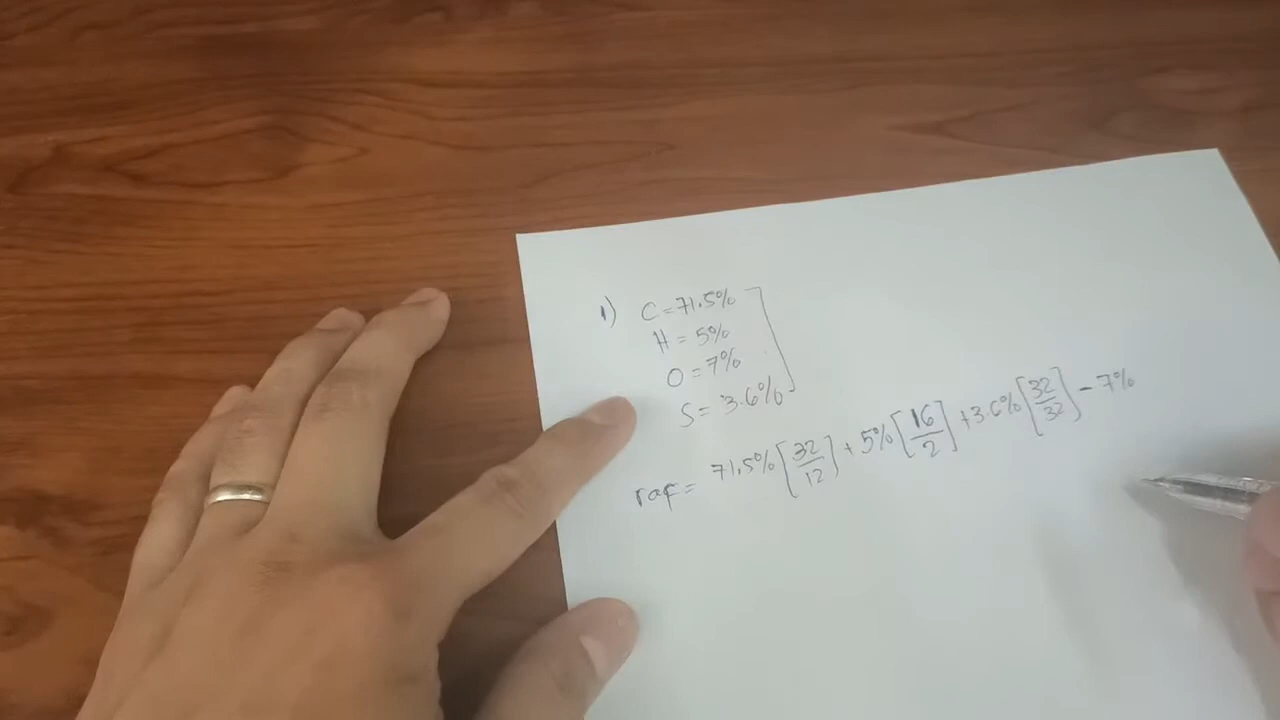 1) C = 71.5%
H = 5%
O = 7%
S = 3.6%
raf = 71.5% [32/12] + 5% [16/2] + 3.6% [32/32] - 7%